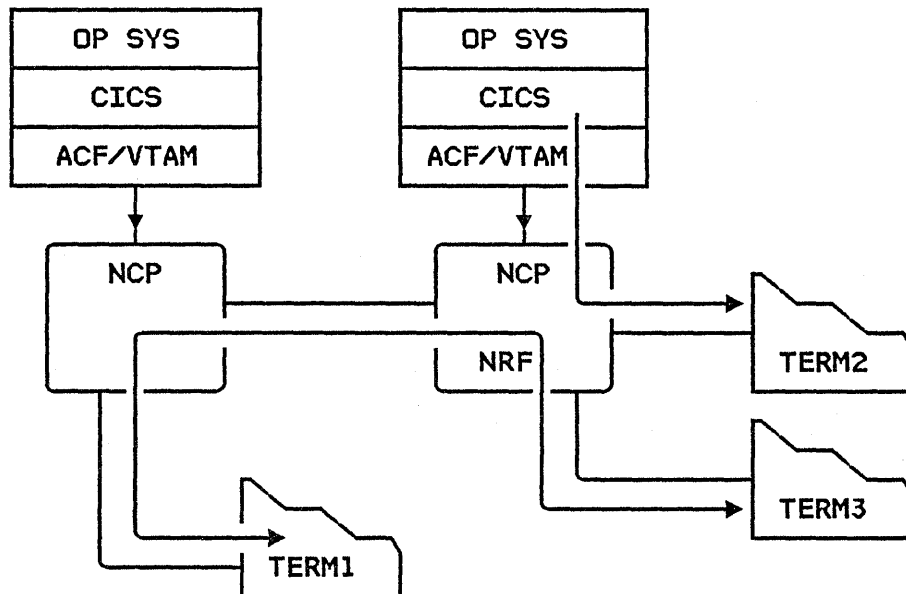 OP SYS
CICS
ACF/VTAM
OP SYS
CICS
ACF/VTAM
NCP
NCP
NRF
TERM2
TERM3
TERM1